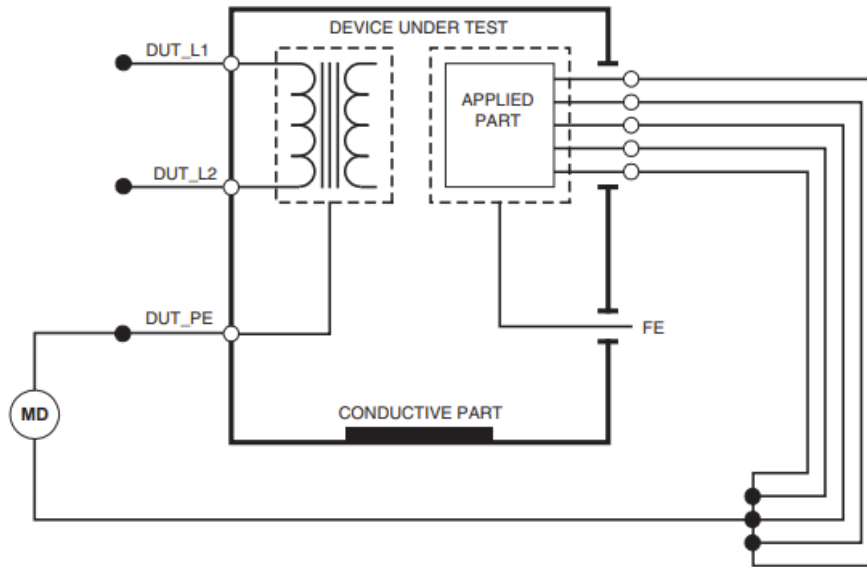 DEVICE UNDER TEST
DUT_L1
APPLIED
PART
DUT_L2
DUT_PE
FE
MD
CONDUCTIVE PART